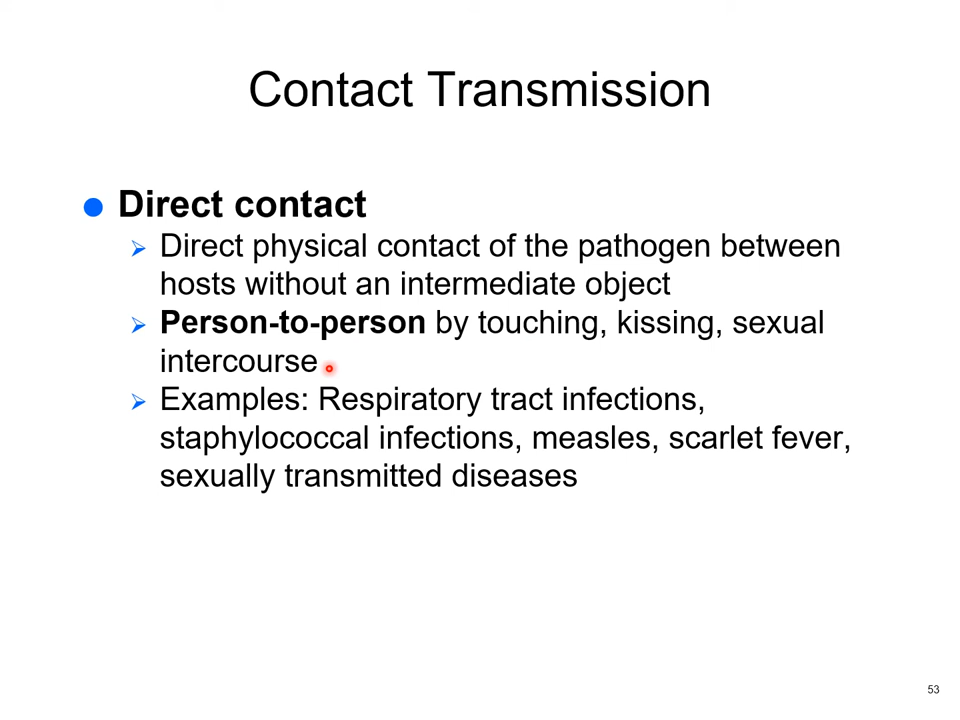 Contact Transmission
Direct contact
Direct physical contact of the pathogen between
hosts without an intermediate object
Person-to-person by touching, kissing, sexual
intercourse
Examples: Respiratory tract infections,
staphylococcal infections, measles, scarlet fever,
sexually transmitted diseases
53